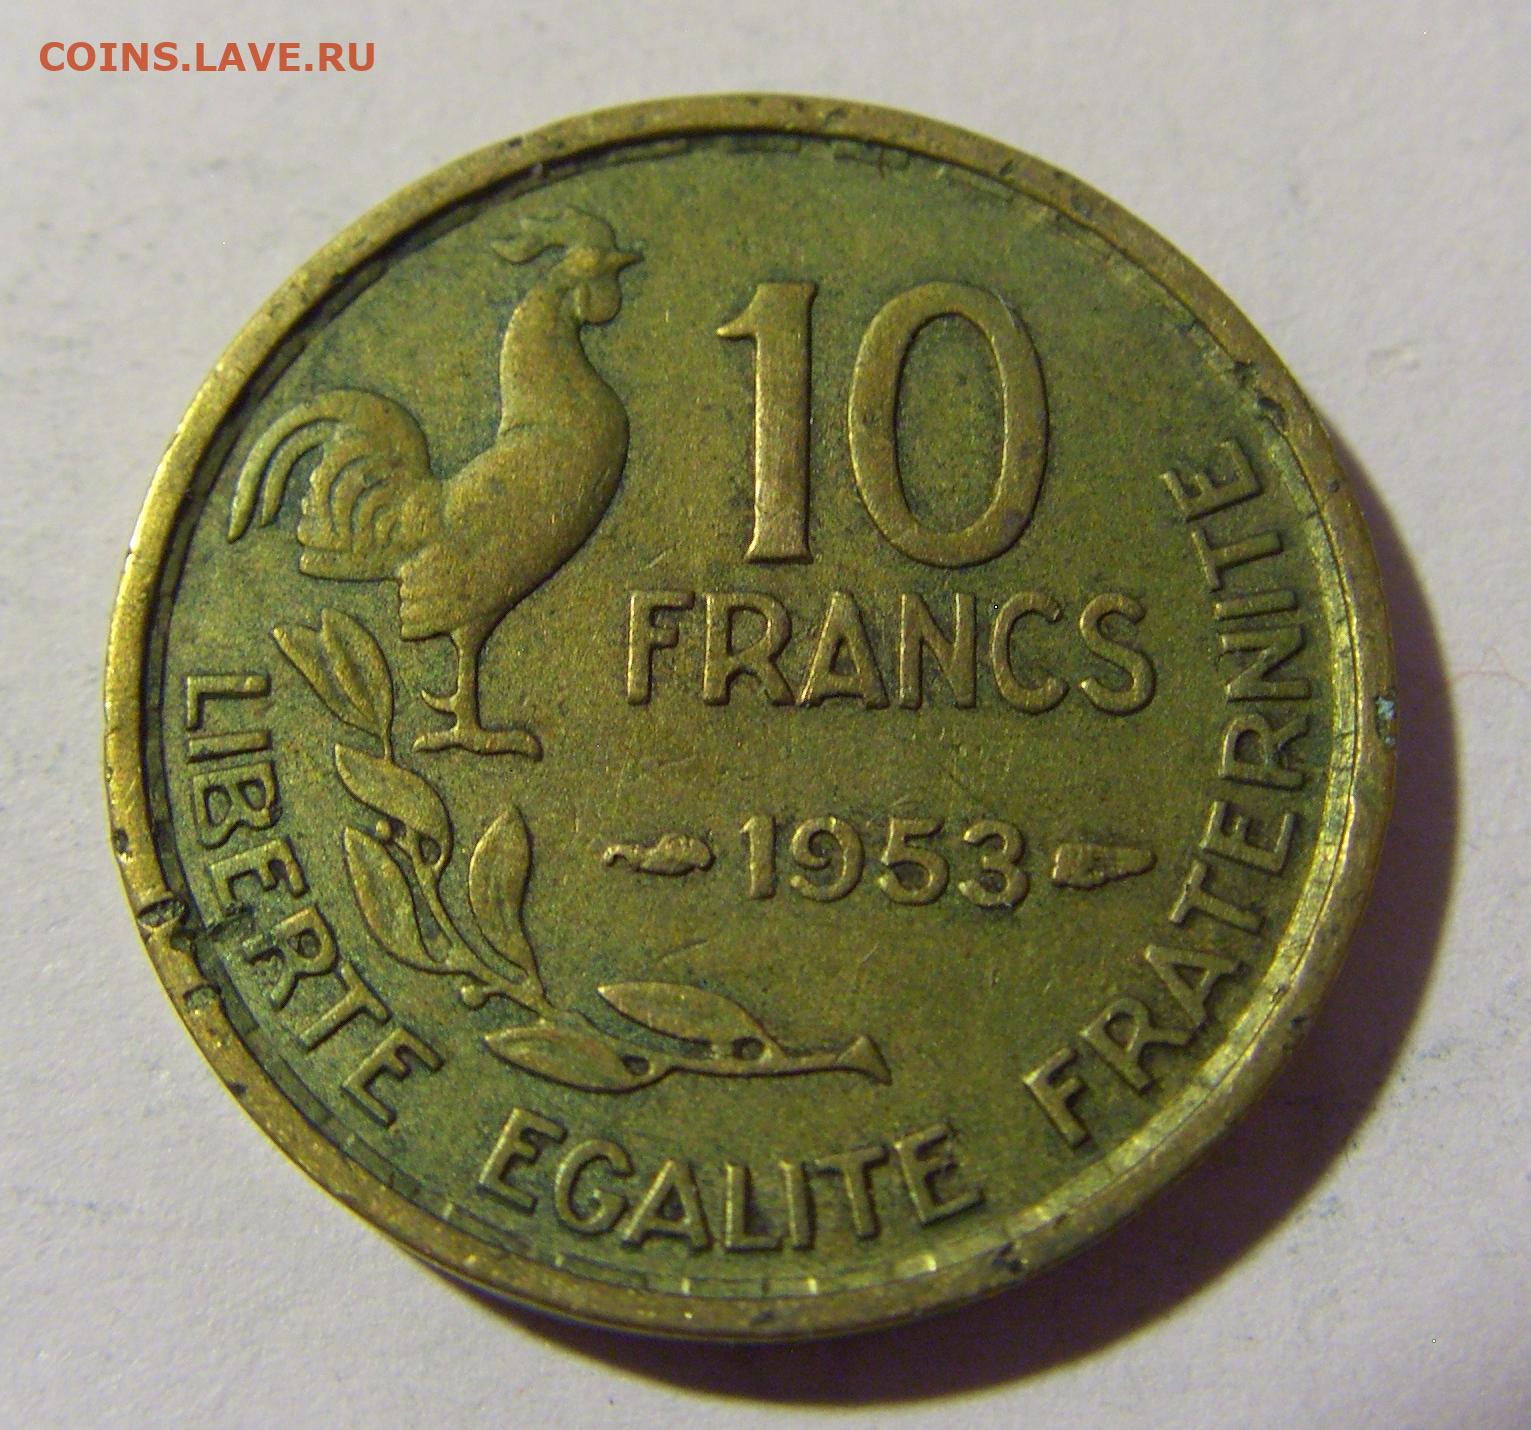 COINS.LAVE.RU
10
FRANCS
1953
LIBERTE EGALITE FRATERNITE